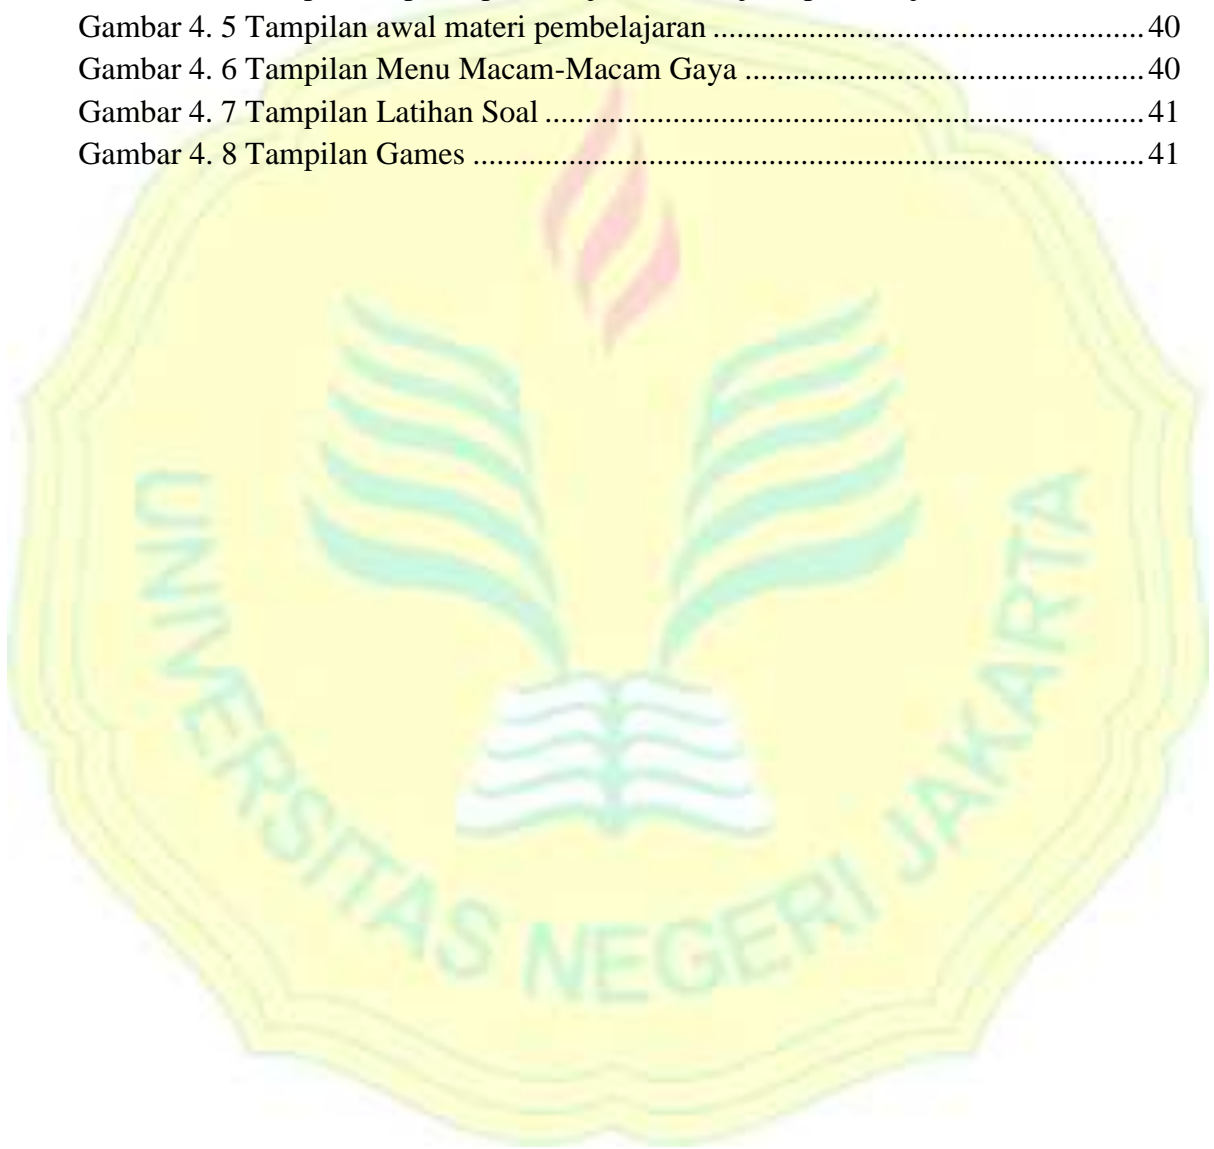 Gambar 4. 5 Tampilan awal materi pembelajaran ........................................................ 40
Gambar 4. 6 Tampilan Menu Macam-Macam Gaya .................................................... 40
Gambar 4. 7 Tampilan Latihan Soal ............................................................................. 41
Gambar 4. 8 Tampilan Games ...................................................................................... 41
UNIVERSITAS NEGERI JAKARTA